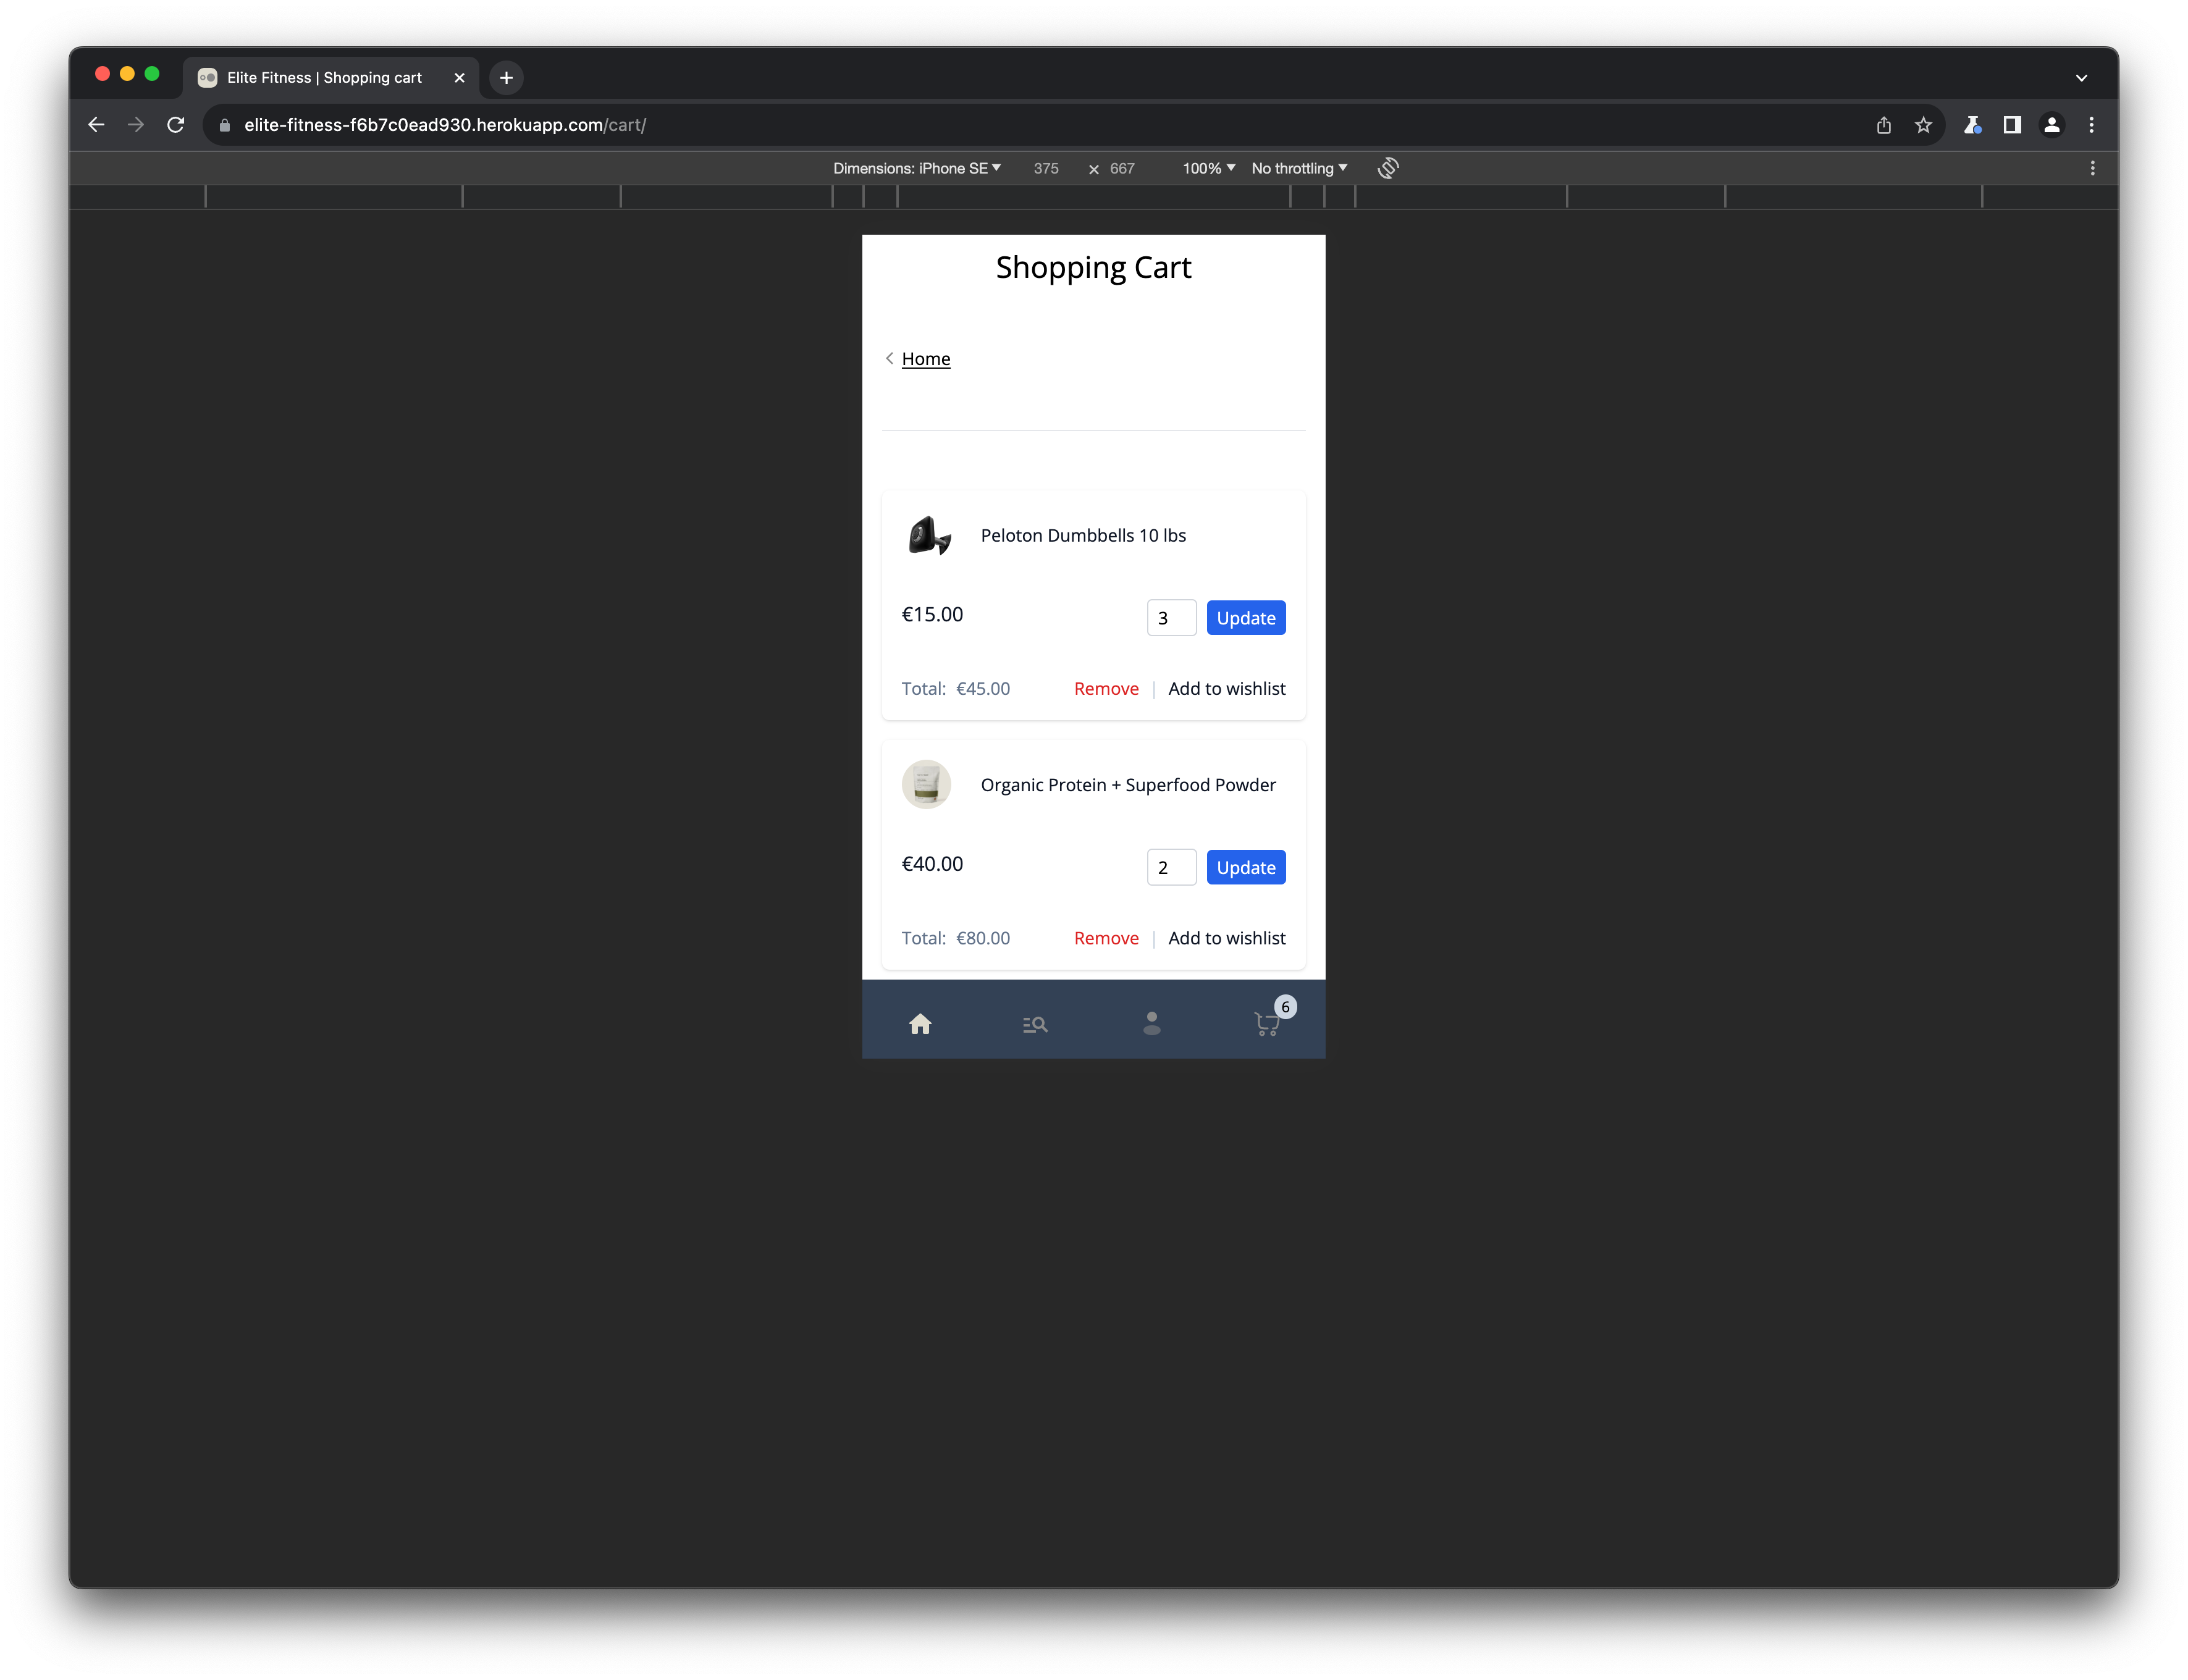 Elite Fitness | Shopping cart
elite-fitness-f6b7c0ead930.herokuapp.com/cart/
Dimensions: iPhone SE 375 × 667 100% No throttling
Shopping Cart
Home
Peloton Dumbbells 10 lbs
€15.00 3 Update
Total: €45.00 Remove | Add to wishlist
Organic Protein + Superfood Powder
€40.00 2 Update
Total: €80.00 Remove | Add to wishlist
6